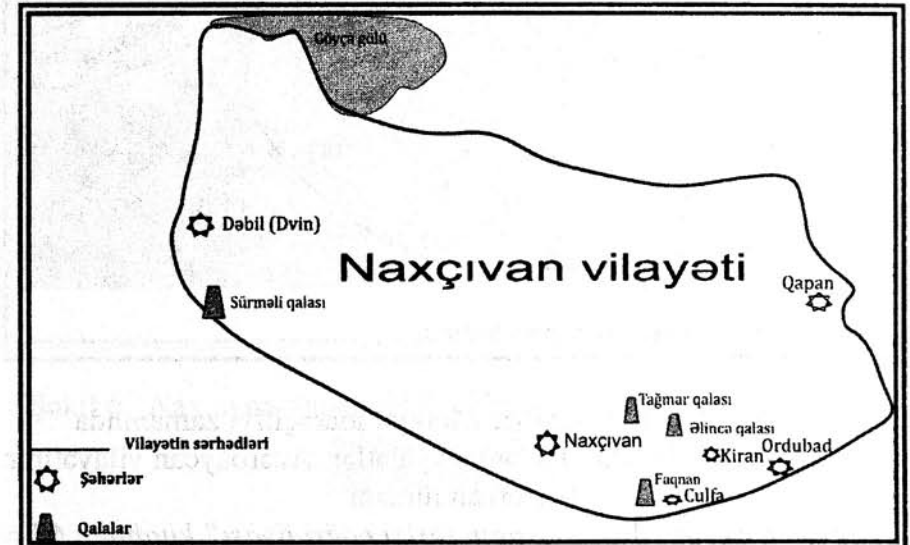 Göyçə gölü
Dəbil (Dvin)
Naxçıvan vilayəti
Qapan
Sürməli qalası
Tağmar qalası
Əlincə qalası
Naxçıvan
Kiran
Ordubad
Faqnan
Culfa
Vilayətin sərhədləri
Şəhərlər
Qalalar